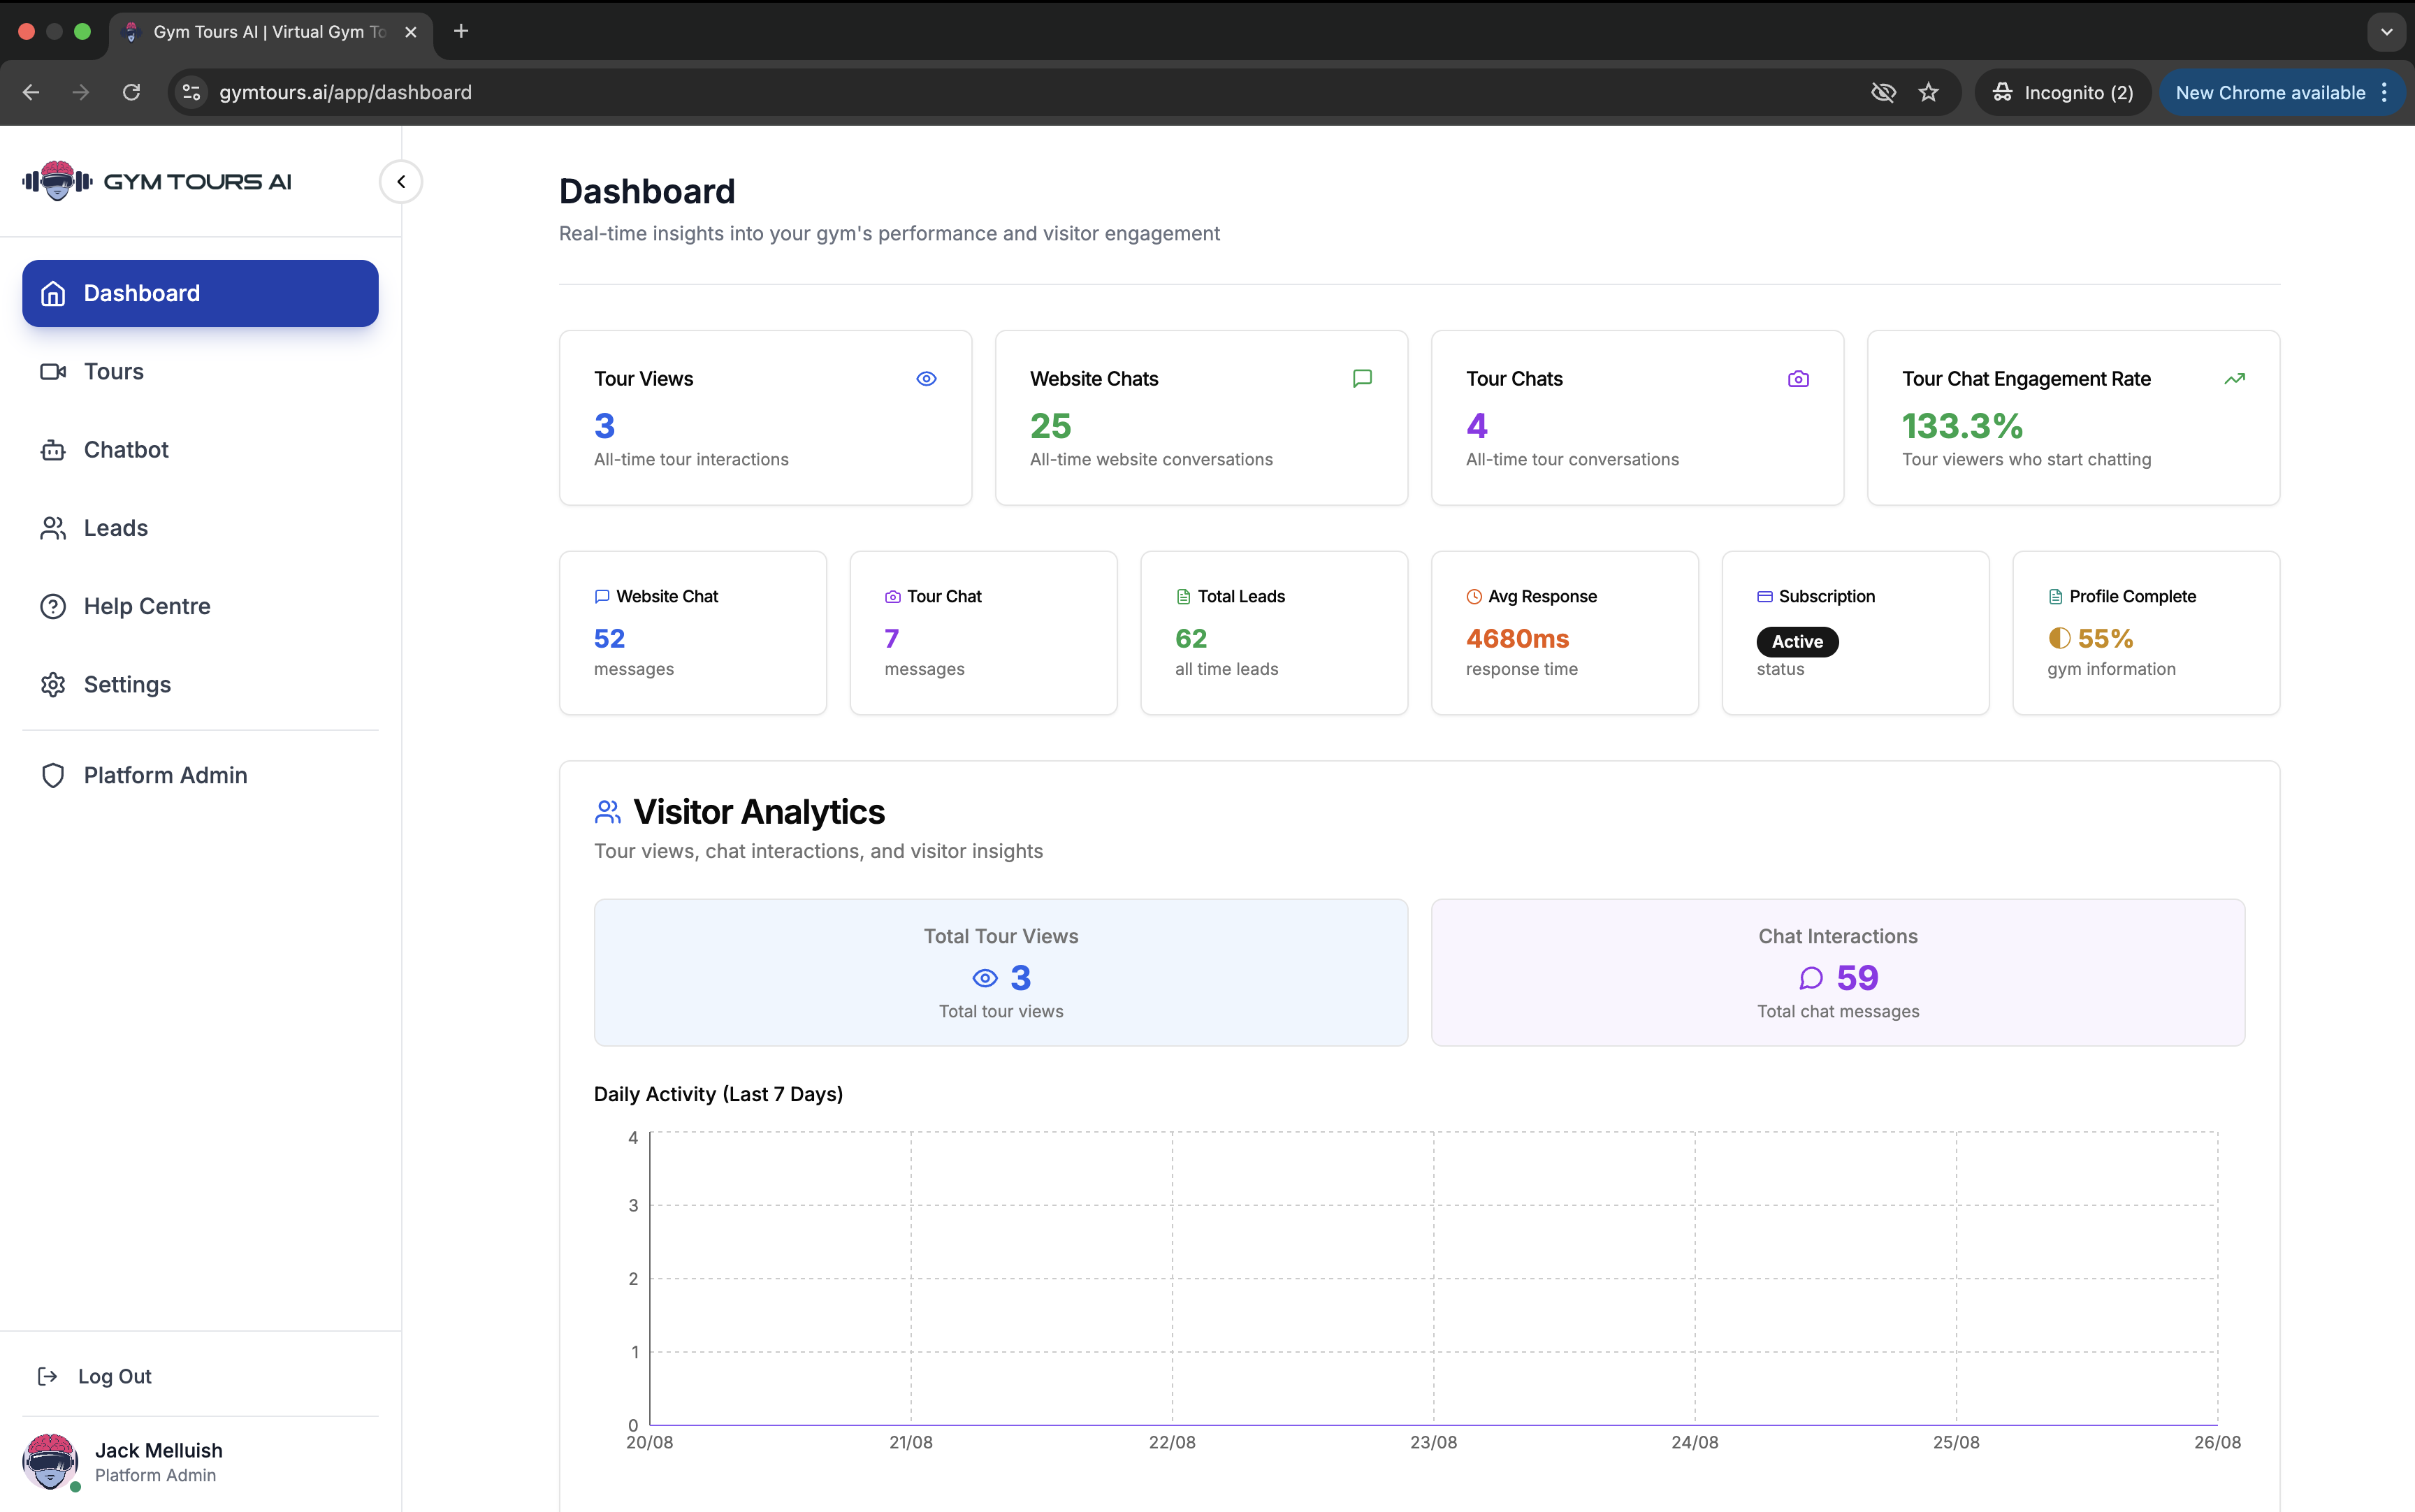 Gym Tours AI | Virtual Gym To
gymtours.ai/app/dashboard
Incognito (2)
New Chrome available
GYM TOURS AI
Dashboard
Tours
Chatbot
Leads
Help Centre
Settings
Platform Admin
Log Out
Jack Melluish
Platform Admin
Dashboard
Real-time insights into your gym's performance and visitor engagement
Tour Views
3
All-time tour interactions
Website Chats
25
All-time website conversations
Tour Chats
4
All-time tour conversations
Tour Chat Engagement Rate
133.3%
Tour viewers who start chatting
Website Chat
52
messages
Tour Chat
7
messages
Total Leads
62
all time leads
Avg Response
4680ms
response time
Subscription
Active
status
Profile Complete
55%
gym information
Visitor Analytics
Tour views, chat interactions, and visitor insights
Total Tour Views
3
Total tour views
Chat Interactions
59
Total chat messages
Daily Activity (Last 7 Days)
4
3
2
1
0
20/08 21/08 22/08 23/08 24/08 25/08 26/08